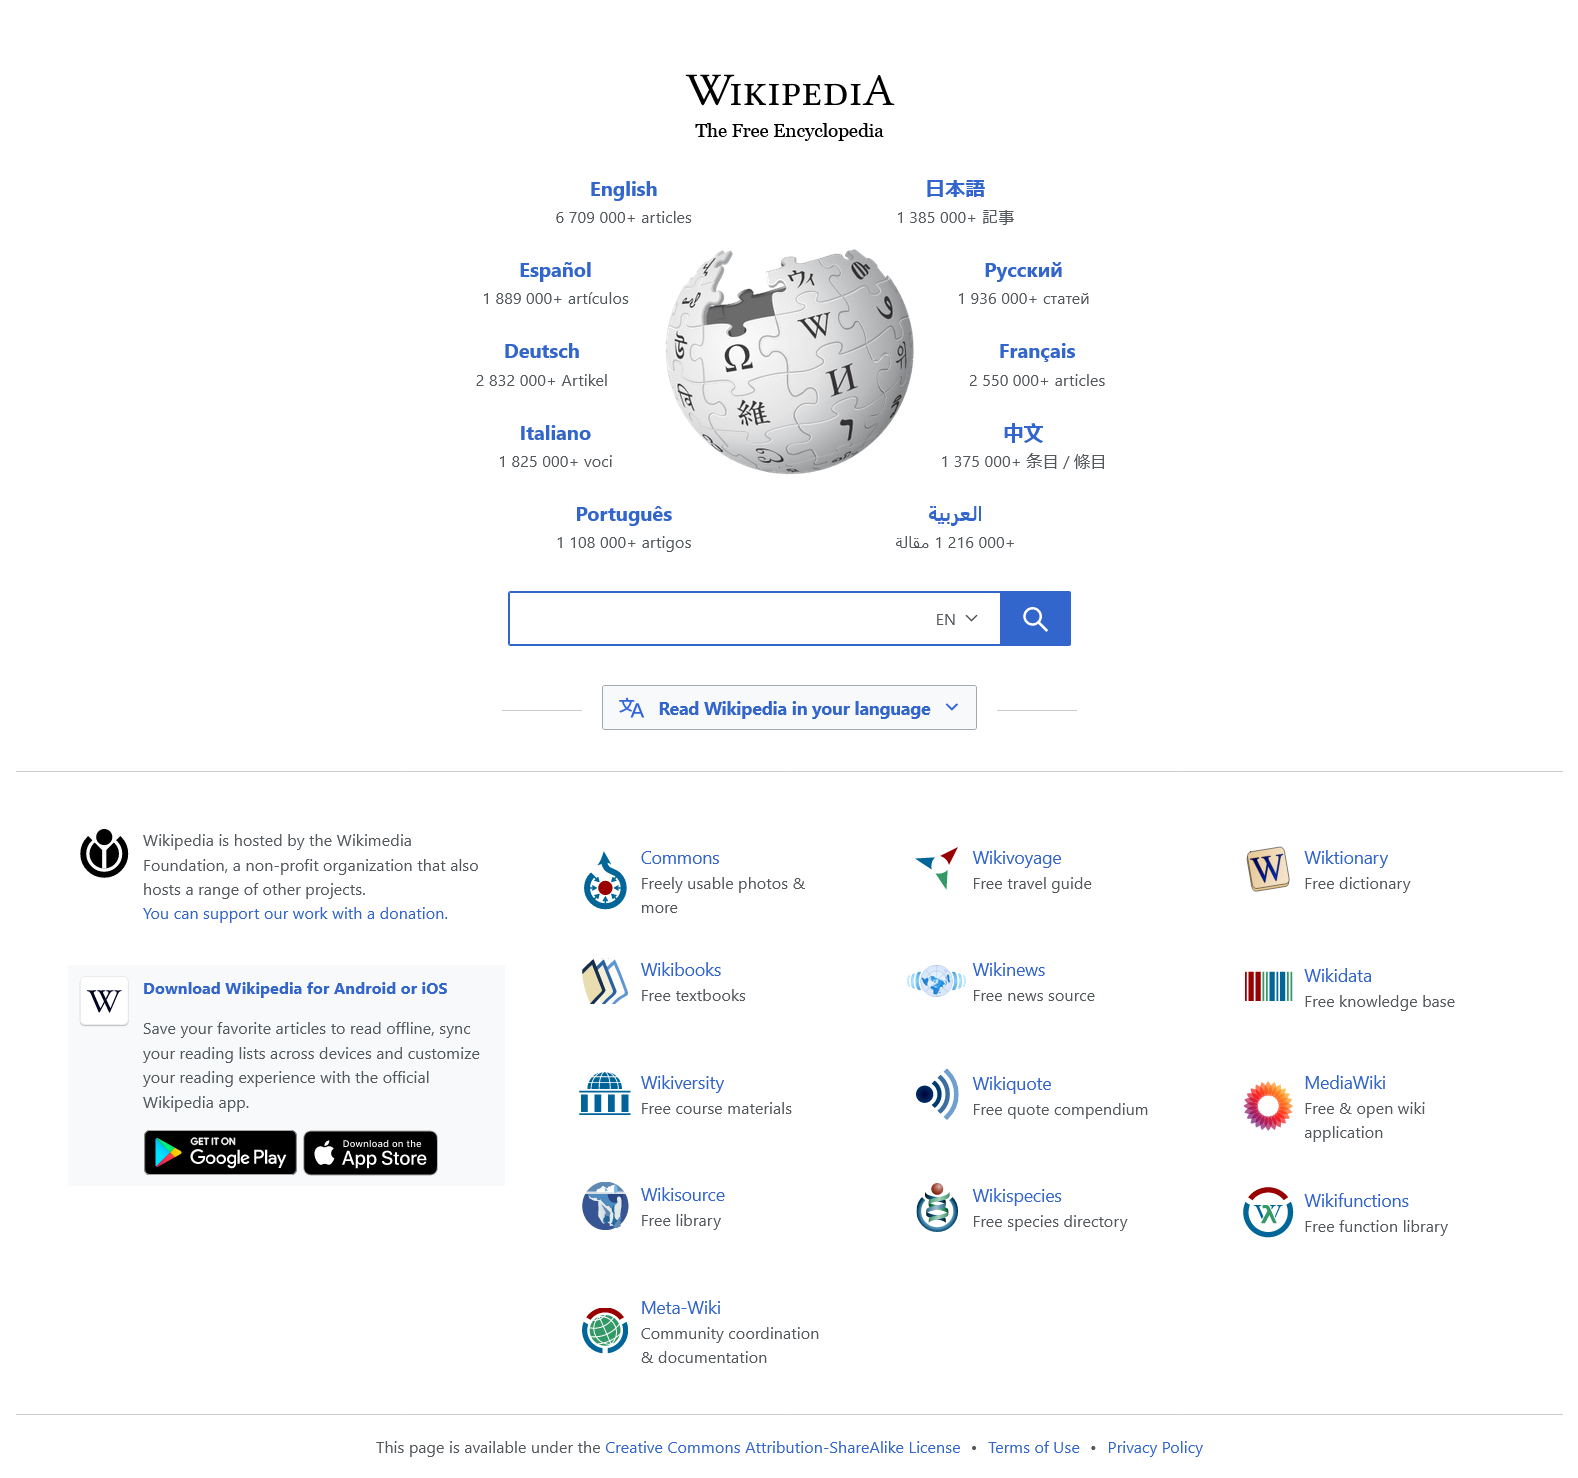 WIKIPEDIA
The Free Encyclopedia
English
6 709 000+ articles
日本語
1 385 000+ 記事
Español
1 889 000+ artículos
Русский
1 936 000+ статей
Deutsch
2 832 000+ Artikel
Français
2 550 000+ articles
Italiano
1 825 000+ voci
中文
1 375 000+ 条目 / 條目
Português
1 108 000+ artigos
العربية
1 216 000+ مقالة
Ω
W
И
維
ウィ
EN
Read Wikipedia in your language
Wikipedia is hosted by the Wikimedia
Foundation, a non-profit organization that also
hosts a range of other projects.
You can support our work with a donation.
W
Download Wikipedia for Android or iOS
Save your favorite articles to read offline, sync
your reading lists across devices and customize
your reading experience with the official
Wikipedia app.
GET IT ON
Google Play
Download on the
App Store
Commons
Freely usable photos &
more
Wikivoyage
Free travel guide
W
Wiktionary
Free dictionary
Wikibooks
Free textbooks
Wikinews
Free news source
Wikidata
Free knowledge base
Wikiversity
Free course materials
Wikiquote
Free quote compendium
MediaWiki
Free & open wiki
application
Wikisource
Free library
Wikispecies
Free species directory
Wikifunctions
Free function library
Meta-Wiki
Community coordination
& documentation
This page is available under the Creative Commons Attribution-ShareAlike License • Terms of Use • Privacy Policy